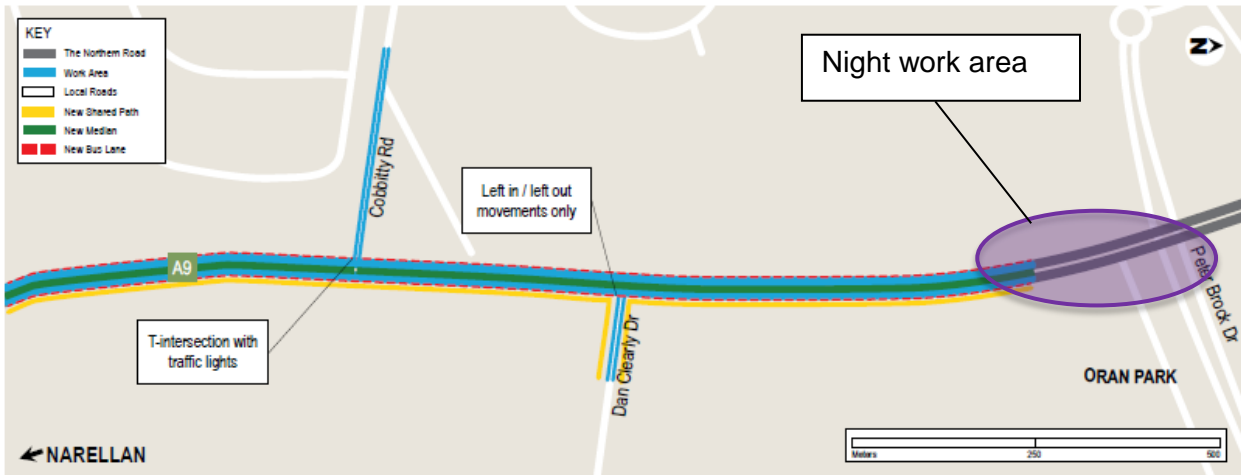 KEY
The Northern Road
Work Area
Local Roads
New Shared Path
New Median
New Bus Lane
Night work area
N
Cobbitty Rd
Left in / left out
movements only
A9
Peter Brock Dr
T-intersection with
traffic lights
Dan Clearly Dr
ORAN PARK
NARELLAN
Meters 250 500